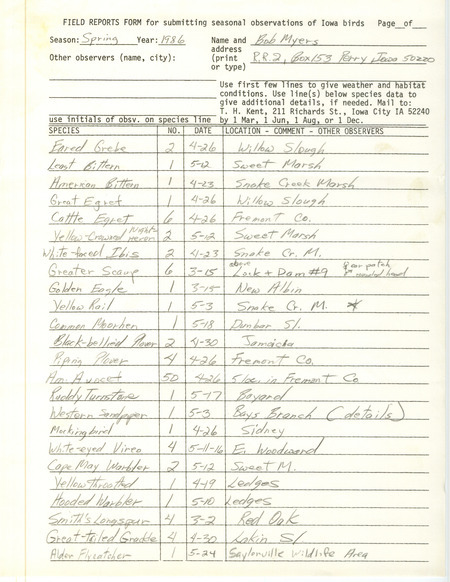 FIELD REPORTS FORM for submitting seasonal observations of Iowa birds Page_of_
Season: Spring Year: 1986 Name and address (print or type) Bob Myers
Other observers (name, city): R.R.2, Box 153 Perry Iowa 50220
Use first few lines to give weather and habitat
conditions. Use line(s) below species data to
give additional details, if needed. Mail to:
T. H. Kent, 211 Richards St., Iowa City IA 52240
use initials of obsv. on species line by 1 Mar, 1 Jun, 1 Aug, or 1 Dec.
SPECIES NO. DATE LOCATION - COMMENT - OTHER OBSERVERS
Eared Grebe 2 4-26 Willow Slough
Least Bittern 1 5-12 Sweet Marsh
American Bittern 1 4-23 Snake Creek Marsh
Great Egret 1 4-26 Willow Slough
Cattle Egret 6 4-26 Fremont Co.
Yellow-Crowned Night heron 2 5-12 Sweet Marsh
White-faced Ibis 2 4-23 Snake Cr. M.
Greater Scaup 6 3-15 above Lock + Dam #9 rounded head
Golden Eagle 1 3-15 New Albin
Yellow Rail 1 5-3 Snake Cr. M. *
Common Moorhen 1 5-18 Dunbar Sl.
Black-bellied Plover 2 4-30 Jamaica
Piping Plover 4 4-26 Fremont Co.
Am. Avocet 50 4-26 5 loc. in Fremont Co
Ruddy Turnstone 1 5-17 Bayard
Western Sandpiper 1 5-3 Bays Branch (details)
Mockingbird 1 4-26 Sidney
White-eyed Vireo 4 5-11-16 E. Woodward
Cape May Warbler 2 5-12 Sweet M.
Yellow throated 1 4-19 Ledges
Hooded Warbler 1 5-10 Ledges
Smith's Longspur 4 3-2 Red Oak
Great-tailed Grackle 4 4-30 Lakin Sl
Alder Flycatcher 1 5-24 Saylorville Wildlife Area